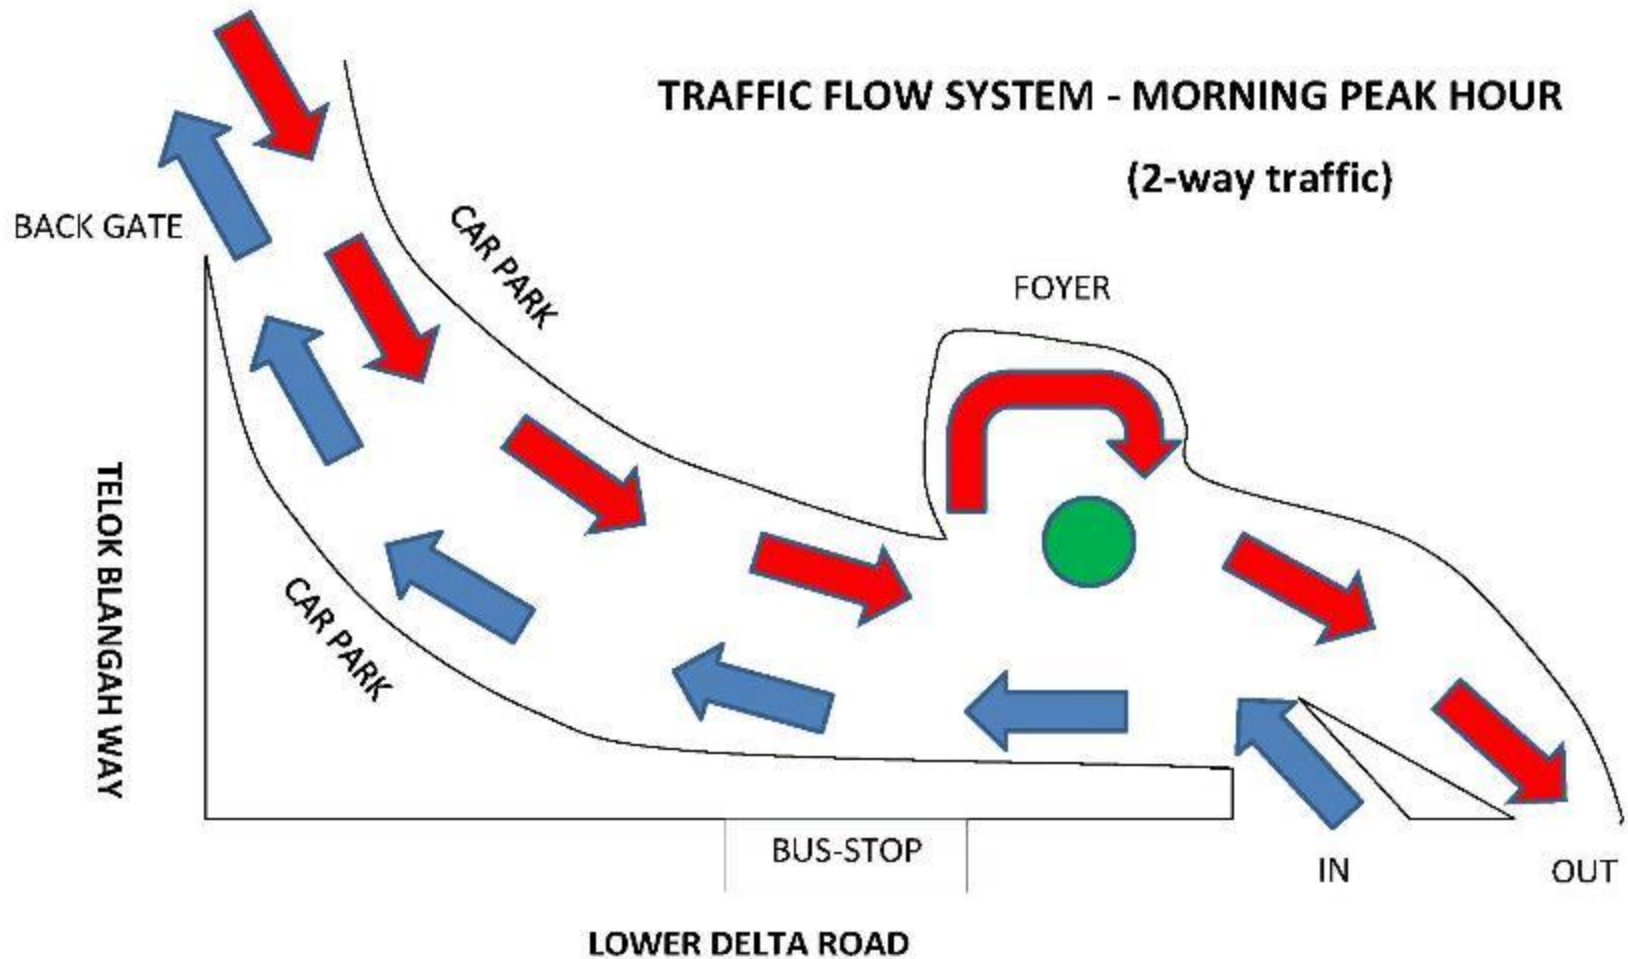 TRAFFIC FLOW SYSTEM - MORNING PEAK HOUR
(2-way traffic)
BACK GATE
CAR PARK
FOYER
TELOK BLANGAH WAY
CAR PARK
BUS-STOP
IN
OUT
LOWER DELTA ROAD